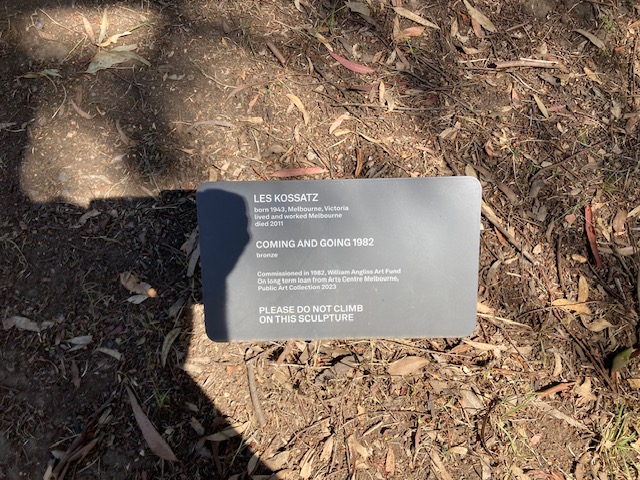 LES KOSSATZ
born 1943, Melbourne, Victoria
lived and worked Melbourne
died 2011
COMING AND GOING 1982
bronze
Commissioned in 1982, William Angliss Art Fund
On long term loan from Arts Centre Melbourne,
Public Art Collection 2023
PLEASE DO NOT CLIMB
ON THIS SCULPTURE